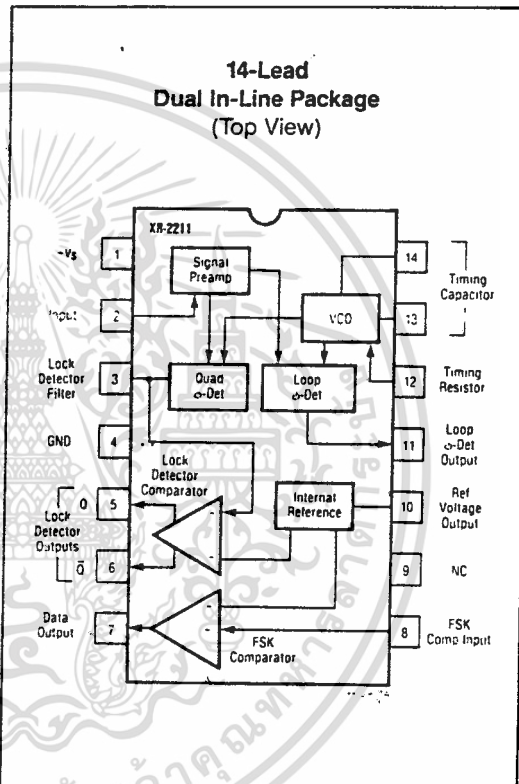 14-Lead
Dual In-Line Package
(Top View)
XR-2211
1
2
3
4
5
6
7
14
13
12
11
10
9
8
Input
Lock
Detector
Filter
GND
Lock
Detector
Outputs
Q
Q̅
Data
Output
Signal
Preamp
VCO
Quad
ɸ-Det
Loop
ɸ-Det
Lock
Detector
Comparator
Internal
Reference
FSK
Comparator
Timing
Capacitor
Timing
Resistor
Loop
ɸ-Det
Output
Ref
Voltage
Output
NC
FSK
Comp Input